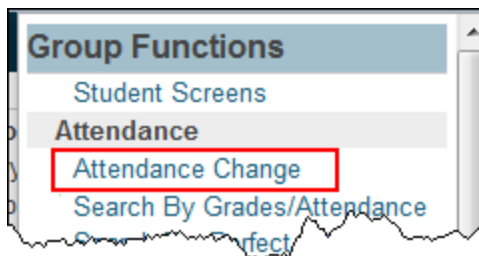 Group Functions
Student Screens
Attendance
Attendance Change
Search By Grades/Attendance